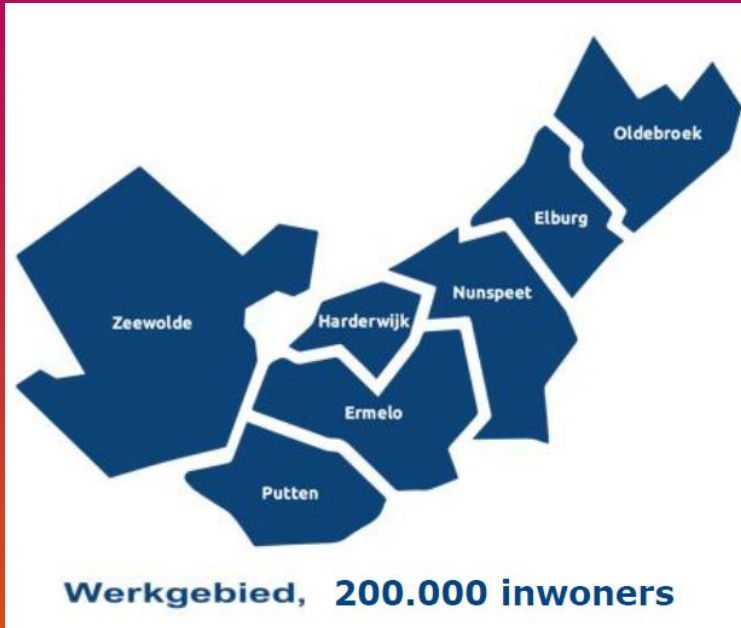 Oldebroek
Elburg
Nunspeet
Zeewolde
Harderwijk
Ermelo
Putten
Werkgebied, 200.000 inwoners